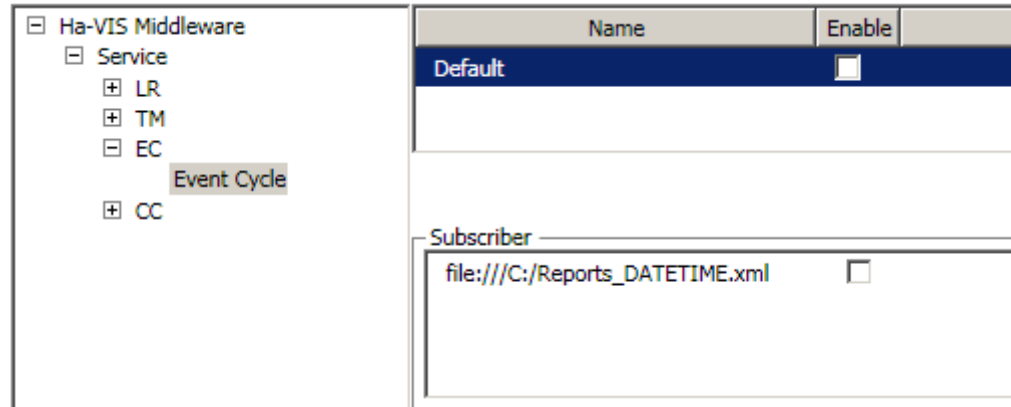 Ha-VIS Middleware
Service
LR
TM
EC
Event Cycle
CC
Name Enable
Default
Subscriber
file:///C:/Reports_DATETIME.xml